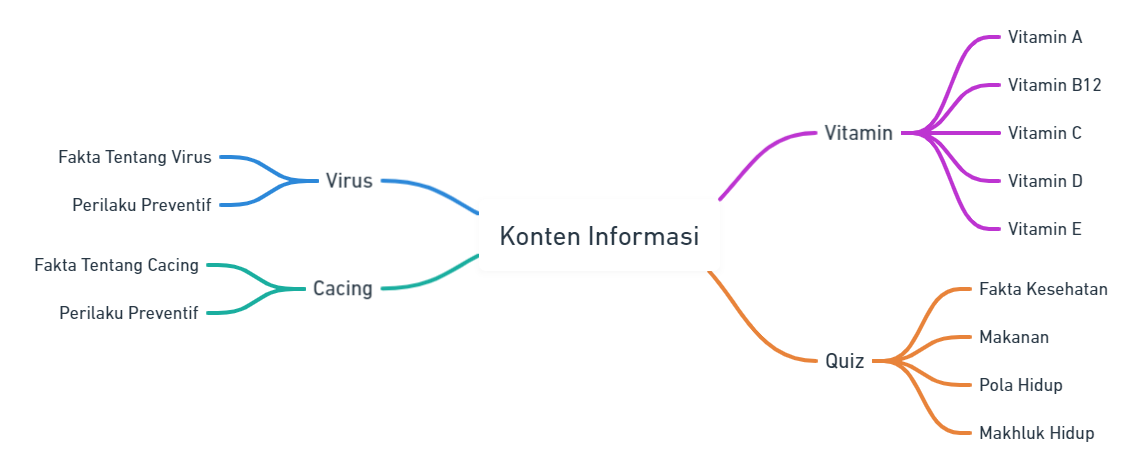 Konten Informasi
Virus
Fakta Tentang Virus
Perilaku Preventif
Cacing
Fakta Tentang Cacing
Perilaku Preventif
Vitamin
Vitamin A
Vitamin B12
Vitamin C
Vitamin D
Vitamin E
Quiz
Fakta Kesehatan
Makanan
Pola Hidup
Makhluk Hidup